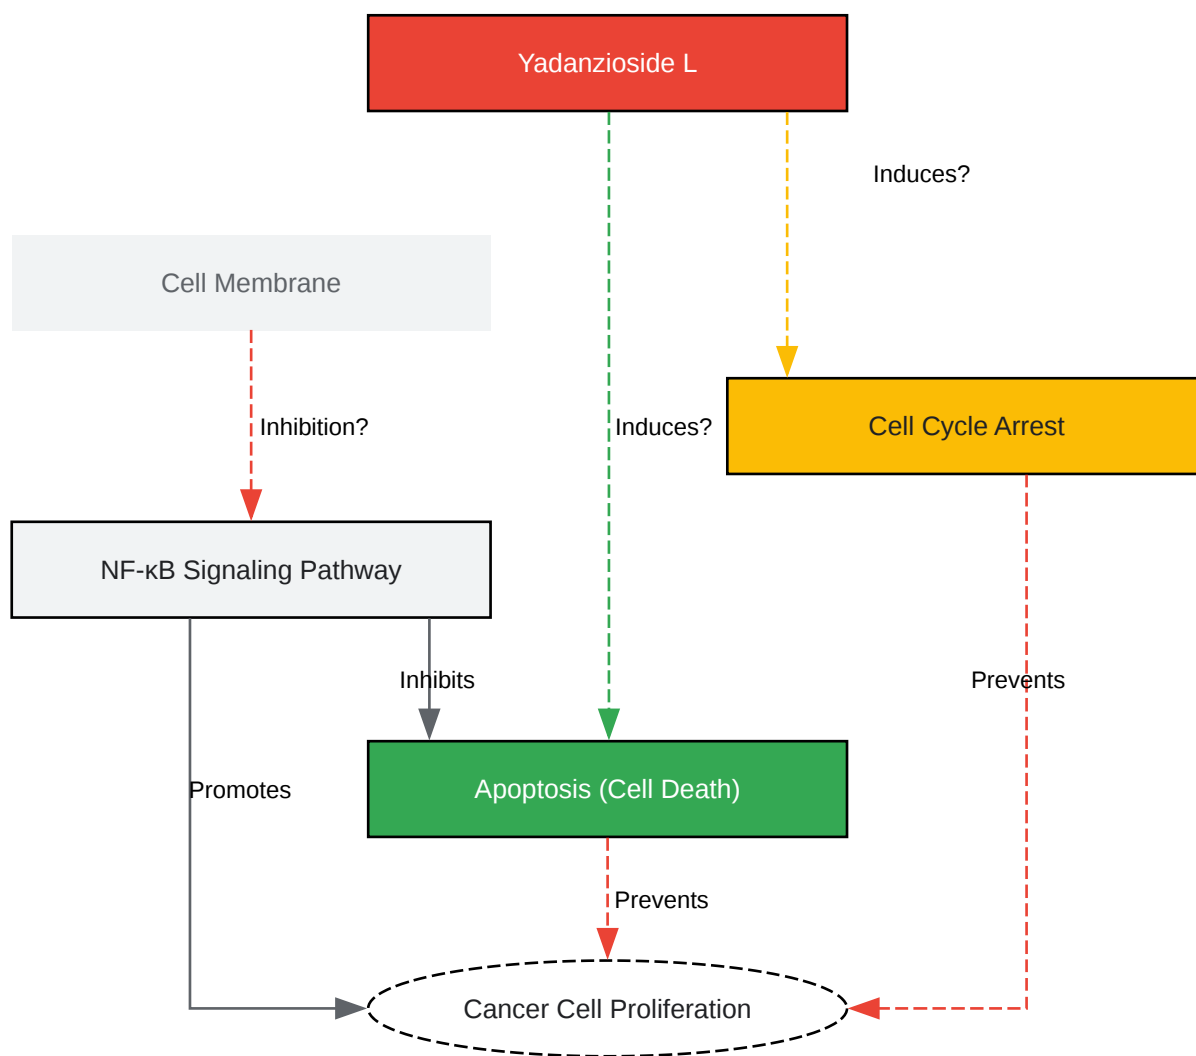 Yadanzioside L
Induces?
Cell Membrane
Inhibition?
Induces?
Cell Cycle Arrest
NF-κB Signaling Pathway
Inhibits
Prevents
Promotes
Apoptosis (Cell Death)
Prevents
Cancer Cell Proliferation